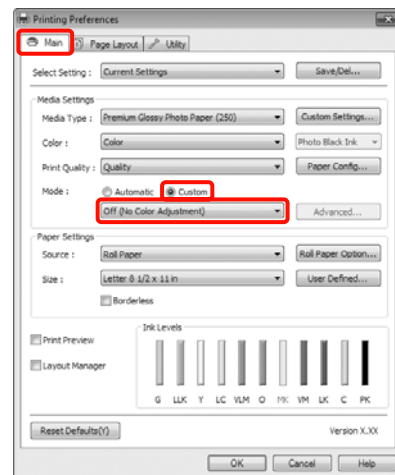 Printing Preferences
Main Page Layout Utility
Select Setting : Current Settings Save/Del...
Media Settings
Media Type : Premium Glossy Photo Paper (250) Custom Settings...
Color : Color Photo Black Ink
Print Quality : Quality Paper Config...
Mode : Automatic Custom
Off (No Color Adjustment) Advanced...
Paper Settings
Source : Roll Paper Roll Paper Option...
Size : Letter 8 1/2 x 11 in User Defined...
Borderless
Ink Levels
Print Preview
Layout Manager
G LLK Y LC VLM O MK VM LK C PK
Reset Defaults(Y) Version X.XX
OK Cancel Help